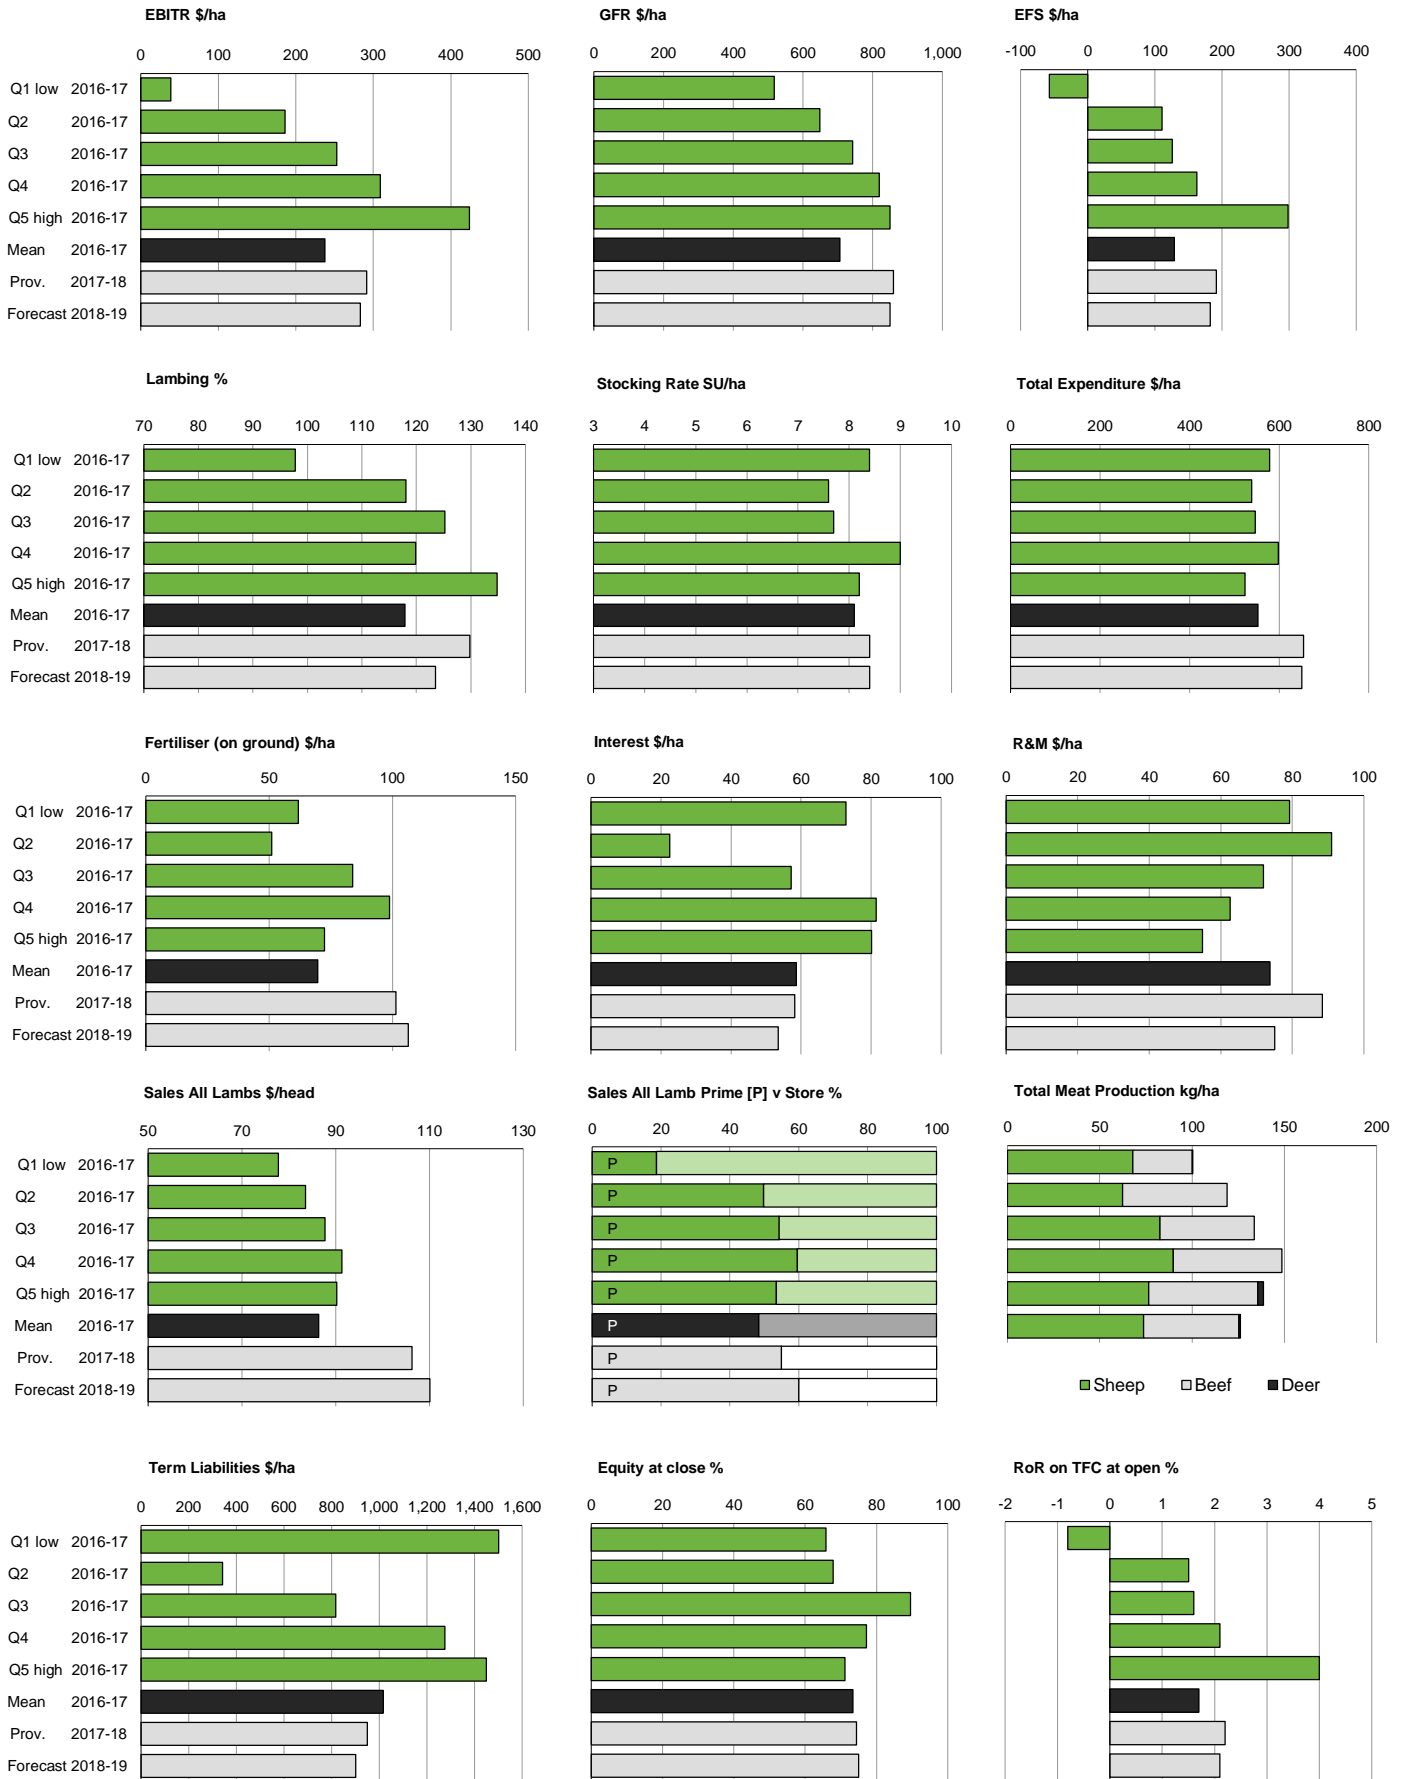 EBITR $/ha GFR $/ha EFS $/ha
0 100 200 300 400 500 0 200 400 600 800 1,000 -100 0 100 200 300 400
Q1 low 2016-17
Q2 2016-17
Q3 2016-17
Q4 2016-17
Q5 high 2016-17
Mean 2016-17
Prov. 2017-18
Forecast 2018-19
Lambing % Stocking Rate SU/ha Total Expenditure $/ha
70 80 90 100 110 120 130 140 3 4 5 6 7 8 9 10 0 200 400 600 800
Q1 low 2016-17
Q2 2016-17
Q3 2016-17
Q4 2016-17
Q5 high 2016-17
Mean 2016-17
Prov. 2017-18
Forecast 2018-19
Fertiliser (on ground) $/ha Interest $/ha R&M $/ha
0 50 100 150 0 20 40 60 80 100 0 20 40 60 80 100
Q1 low 2016-17
Q2 2016-17
Q3 2016-17
Q4 2016-17
Q5 high 2016-17
Mean 2016-17
Prov. 2017-18
Forecast 2018-19
Sales All Lambs $/head Sales All Lamb Prime [P] v Store % Total Meat Production kg/ha
50 70 90 110 130 0 20 40 60 80 100 0 50 100 150 200
Q1 low 2016-17 P
Q2 2016-17 P
Q3 2016-17 P
Q4 2016-17 P
Q5 high 2016-17 P
Mean 2016-17 P
Prov. 2017-18 P
Forecast 2018-19 P
Sheep Beef Deer
Term Liabilities $/ha Equity at close % RoR on TFC at open %
0 200 400 600 800 1,000 1,200 1,400 1,600 0 20 40 60 80 100 -2 -1 0 1 2 3 4 5
Q1 low 2016-17
Q2 2016-17
Q3 2016-17
Q4 2016-17
Q5 high 2016-17
Mean 2016-17
Prov. 2017-18
Forecast 2018-19